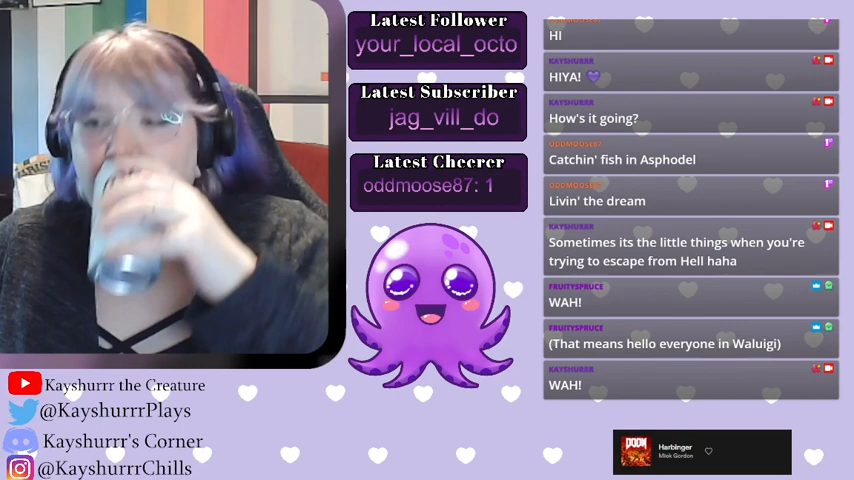 Latest Follower
your_local_octo
Latest Subscriber
jag_vill_do
Latest Cheerer
oddmoose87: 1
HI
KAYSHURRR
HIYA! 💜
KAYSHURRR
How's it going?
ODDMOOSE87
Catchin' fish in Asphodel
ODDMOOSE87
Livin' the dream
KAYSHURRR
Sometimes its the little things when you're
trying to escape from Hell haha
FRUITYSPRUCE
WAH!
FRUITYSPRUCE
(That means hello everyone in Waluigi)
KAYSHURRR
WAH!
Kayshurrr the Creature
@KayshurrrPlays
Kayshurrr's Corner
@KayshurrrChills
DOOM
Harbinger
Mick Gordon